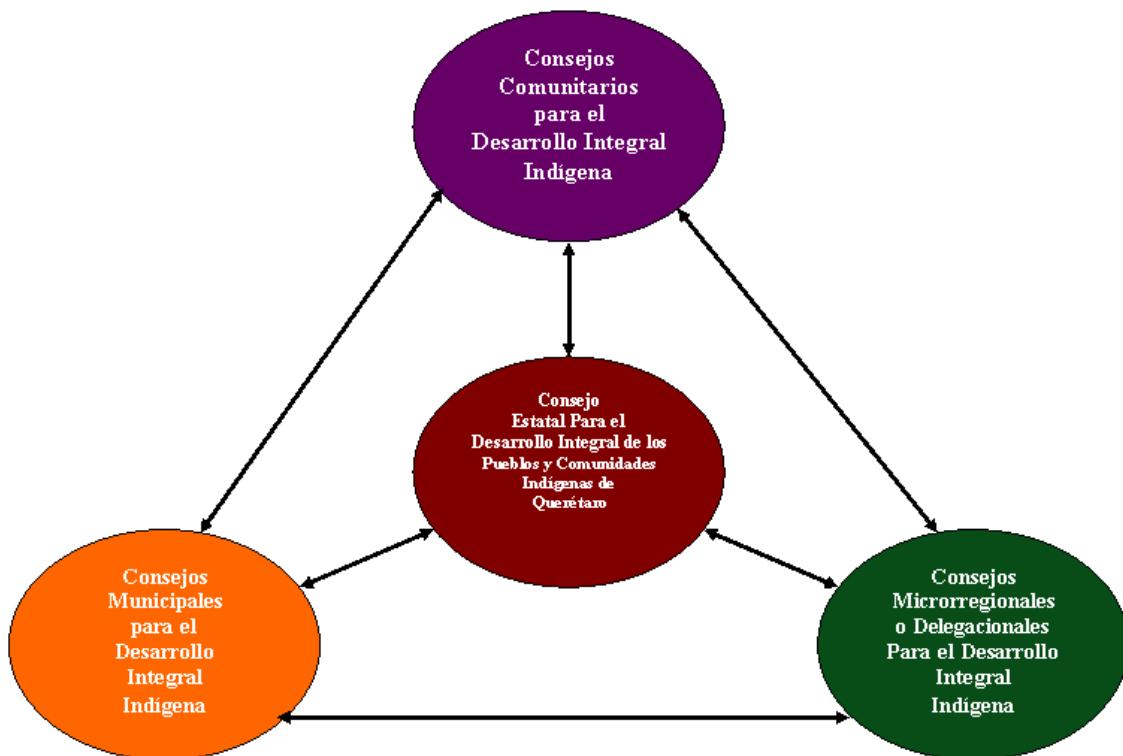 Consejos
Comunitarios
para el
Desarrollo Integral
Indígena
Consejo
Estatal Para el
Desarrollo Integral de los
Pueblos y Comunidades
Indígenas de
Querétaro
Consejos
Municipales
para el
Desarrollo
Integral
Indígena
Consejos
Microrregionales
o Delegacionales
Para el Desarrollo
Integral
Indígena